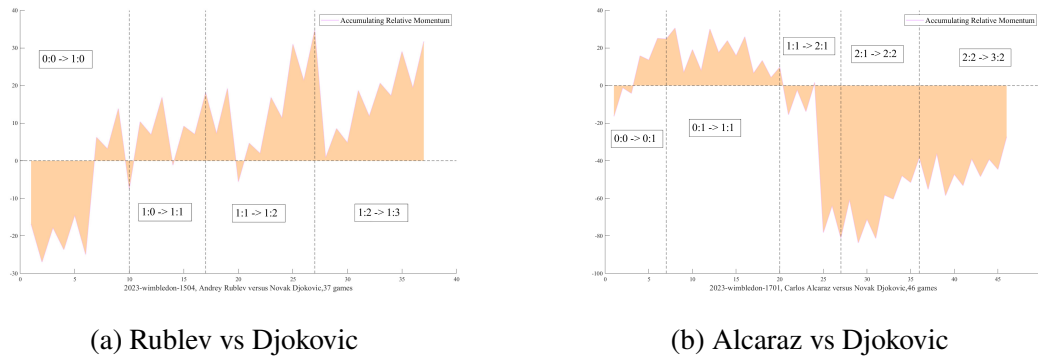 40
30
20
10
0
-10
-20
-30
0
5
10
15
20
25
30
35
40
Accumulating Relative Momentum
0:0 -> 1:0
1:0 -> 1:1
1:1 -> 1:2
1:2 -> 1:3
2023-wimbledon-1504, Andrey Rublev versus Novak Djokovic,37 games
(a) Rublev vs Djokovic
40
20
0
-20
-40
-60
-80
-100
0
5
10
15
20
25
30
35
40
45
Accumulating Relative Momentum
0:0 -> 0:1
0:1 -> 1:1
1:1 -> 2:1
2:1 -> 2:2
2:2 -> 3:2
2023-wimbledon-1701, Carlos Alcaraz versus Novak Djokovic,46 games
(b) Alcaraz vs Djokovic